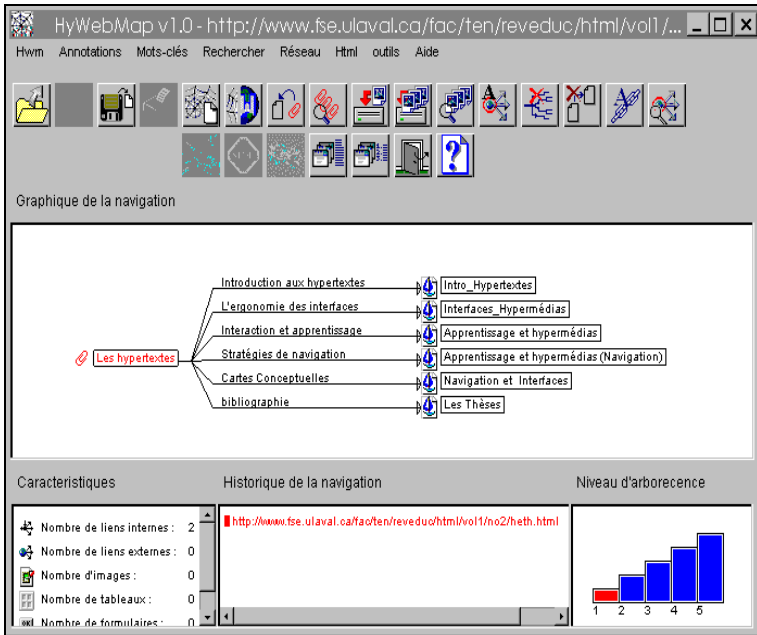 HyWebMap v1.0 - http://www.fse.ulaval.ca/fac/ten/reveduc/html/vol1/...
Hwm Annotations Mots-clés Rechercher Réseau Html outils Aide
Graphique de la navigation
Introduction aux hypertextes Intro_Hypertextes
L'ergonomie des interfaces Interfaces_Hypermédias
Interaction et apprentissage Apprentissage et hypermédias
Les hypertextes Stratégies de navigation Apprentissage et hypermédias (Navigation)
Cartes Conceptuelles Navigation et Interfaces
bibliographie Les Thèses
Caracteristiques Historique de la navigation Niveau d'arborecence
Nombre de liens internes : 2 http://www.fse.ulaval.ca/fac/ten/reveduc/html/vol1/no2/heth.html
Nombre de liens externes : 0
Nombre d'images : 0
Nombre de tableaux : 0
Nombre de formulaires : 0
1 2 3 4 5